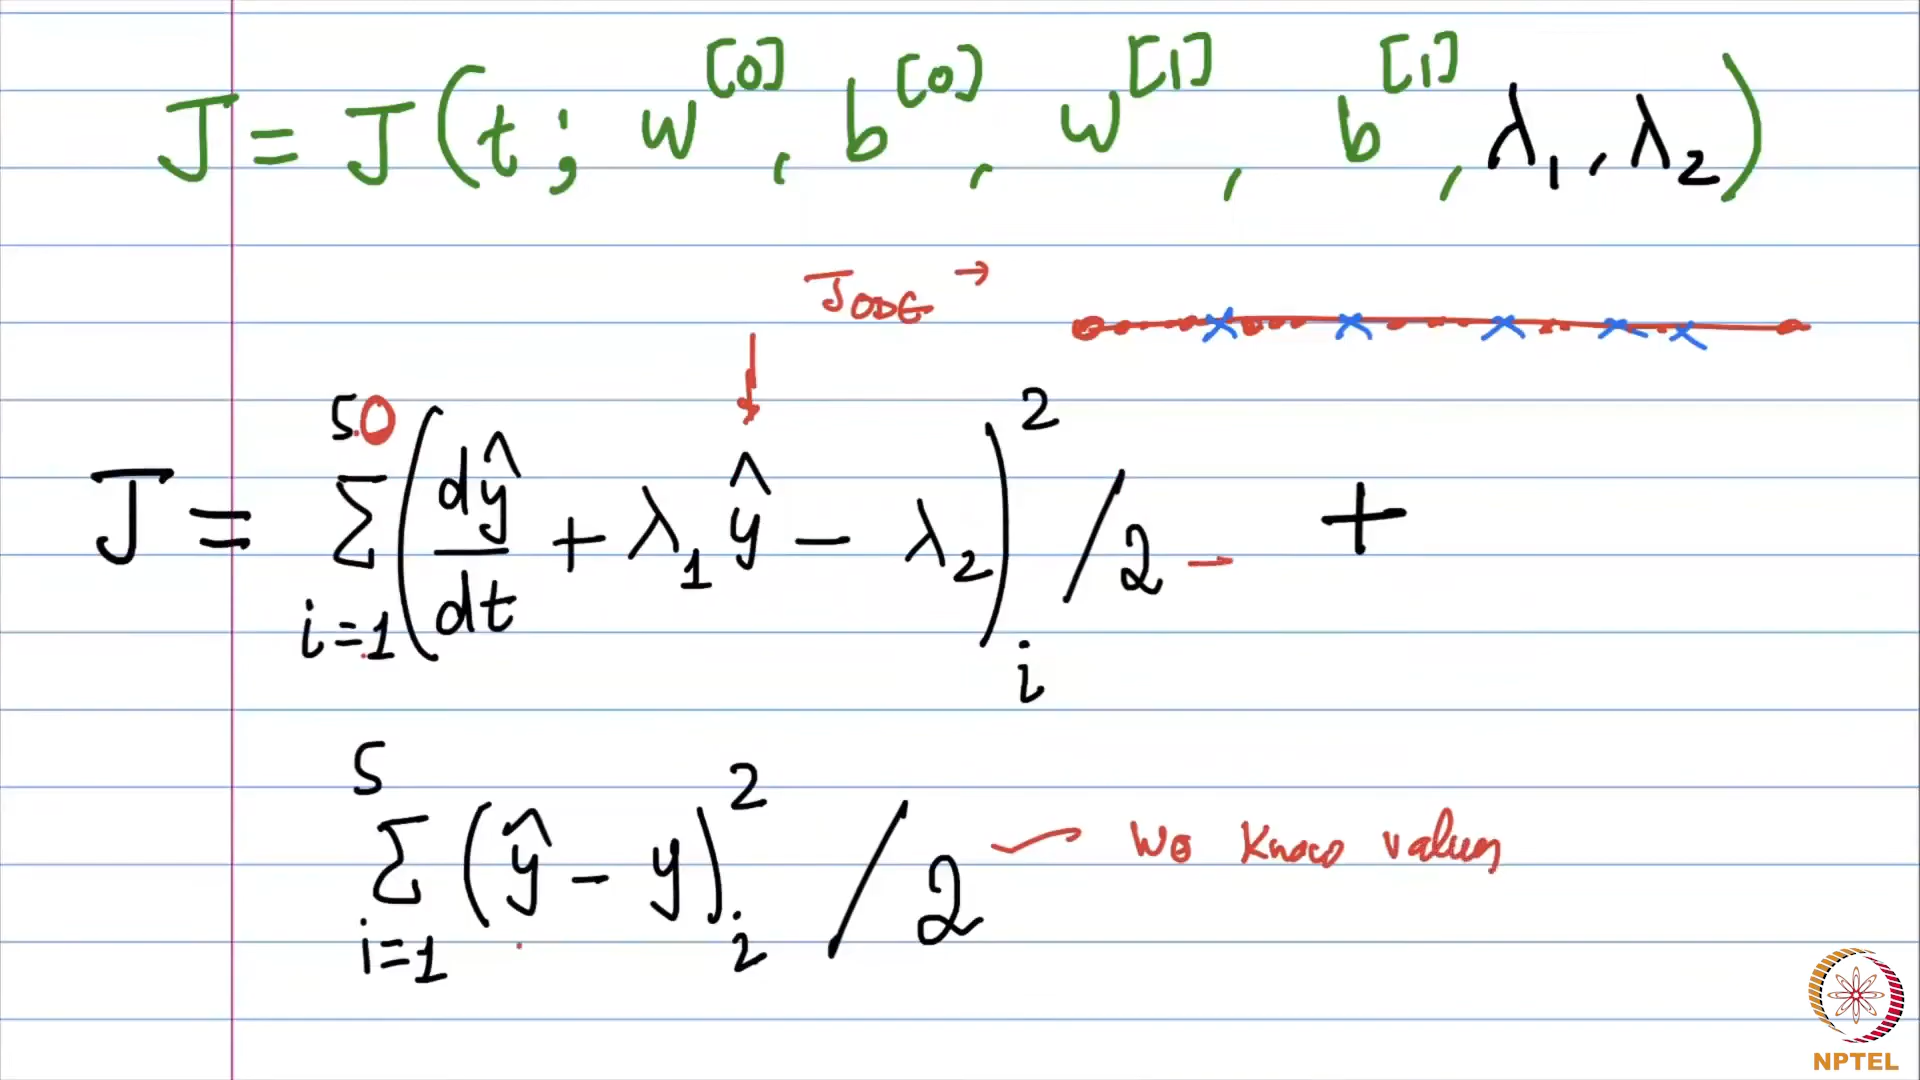 J = J(t; w^[0], b^[0], w^[1], b^[1], λ₁, λ₂)
J_ODE →
J = Σ_{i=1}^{50} (dŷ/dt + λ₁ŷ − λ₂)_i^2 / 2 − +
Σ_{i=1}^{5} (ŷ − y)_i^2 / 2 We know values
NPTEL